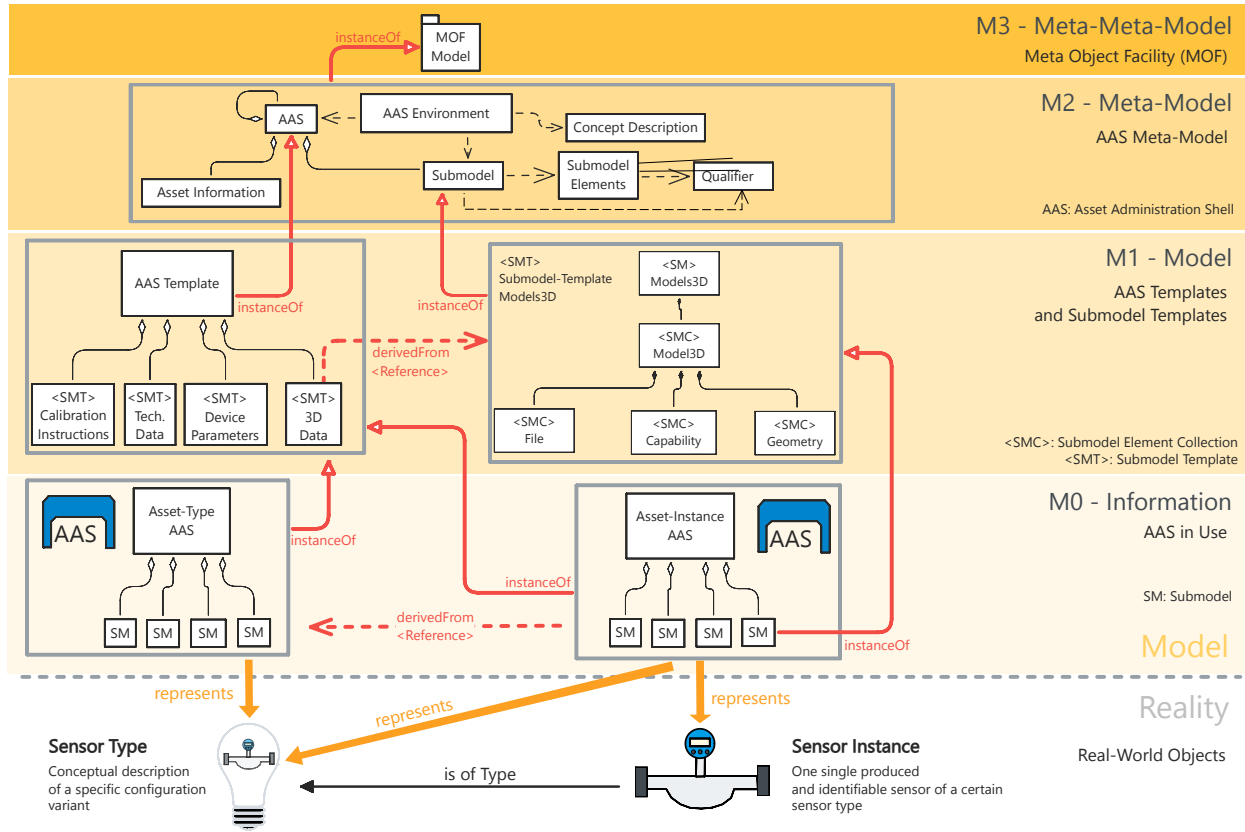 M3 - Meta-Meta-Model
Meta Object Facility (MOF)
instanceOf
MOF
Model
M2 - Meta-Model
AAS Meta-Model
AAS: Asset Administration Shell
AAS
AAS Environment
Concept Description
Asset Information
Submodel
Submodel
Elements
Qualifier
M1 - Model
AAS Templates
and Submodel Templates
<SMC>: Submodel Element Collection
<SMT>: Submodel Template
AAS Template
instanceOf
<SMT>
Calibration
Instructions
<SMT>
Tech.
Data
<SMT>
Device
Parameters
<SMT>
3D
Data
derivedFrom
<Reference>
<SMT>
Submodel-Template
Models3D
instanceOf
<SM>
Models3D
<SMC>
Model3D
<SMC>
File
<SMC>
Capability
<SMC>
Geometry
M0 - Information
AAS in Use
SM: Submodel
Model
AAS
Asset-Type
AAS
SM
SM
SM
SM
instanceOf
derivedFrom
<Reference>
instanceOf
Asset-Instance
AAS
AAS
SM
SM
SM
SM
instanceOf
represents
represents
represents
Reality
Real-World Objects
Sensor Type
Conceptual description
of a specific configuration
variant
is of Type
Sensor Instance
One single produced
and identifiable sensor of a certain
sensor type